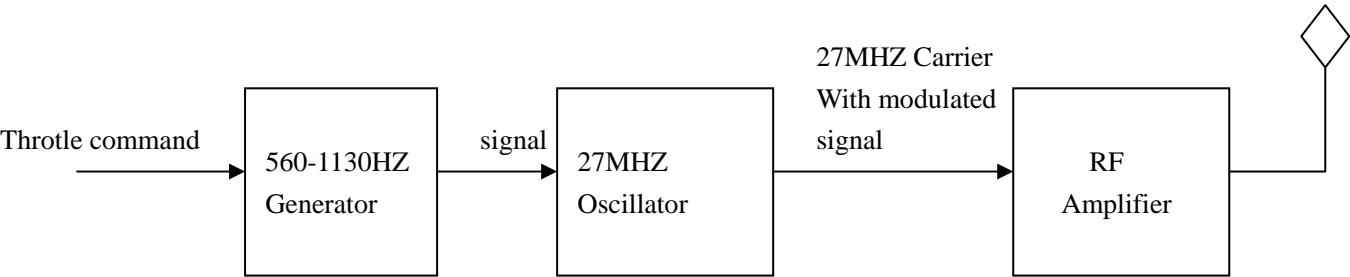 Throtle command
560-1130HZ
Generator
signal
27MHZ
Oscillator
27MHZ Carrier
With modulated
signal
RF
Amplifier